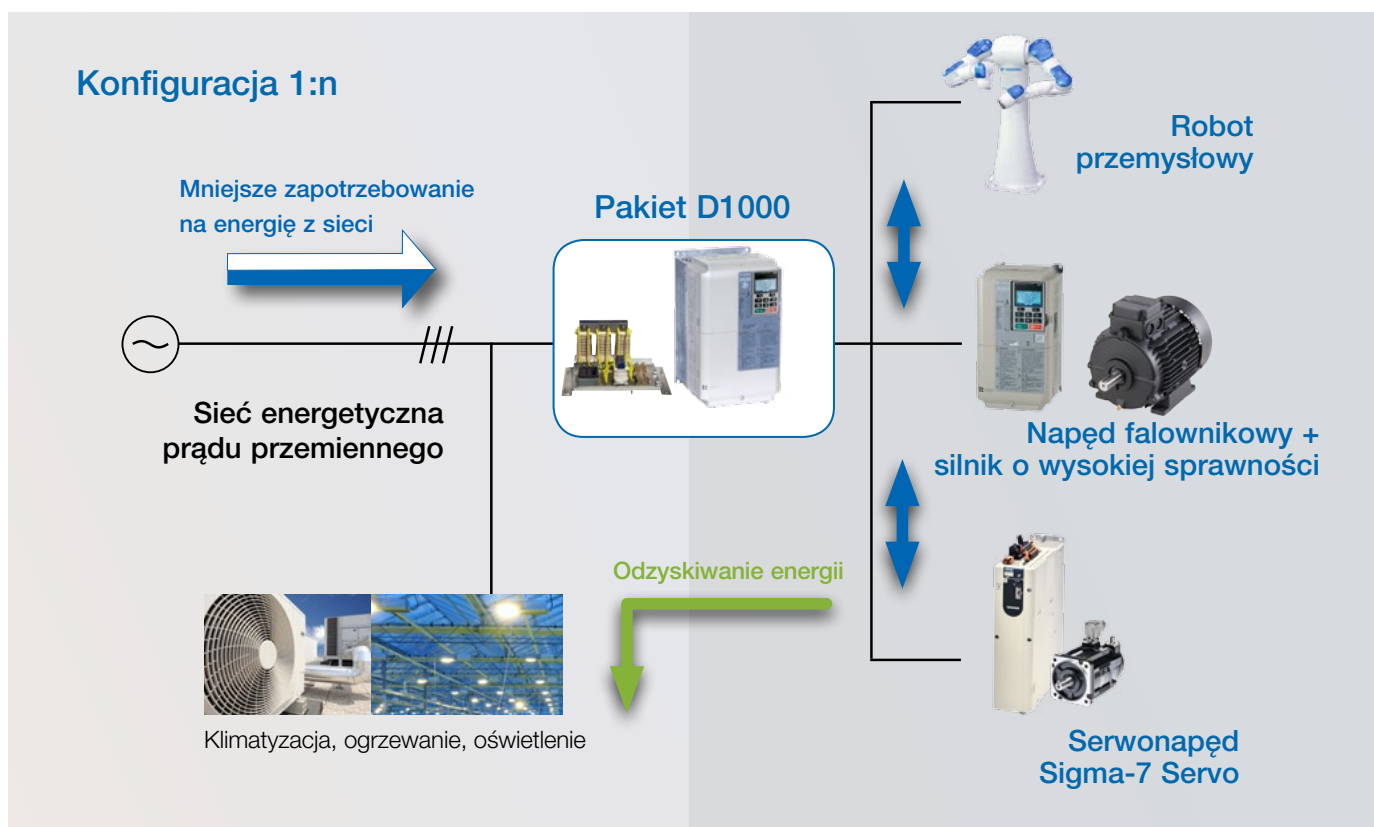 Konfiguracja 1:n
Robot
przemysłowy
Mniejsze zapotrzebowanie
na energię z sieci
Pakiet D1000
Sieć energetyczna
prądu przemiennego
Napęd falownikowy +
silnik o wysokiej sprawności
Odzyskiwanie energii
Klimatyzacja, ogrzewanie, oświetlenie
Serwonapęd
Sigma-7 Servo